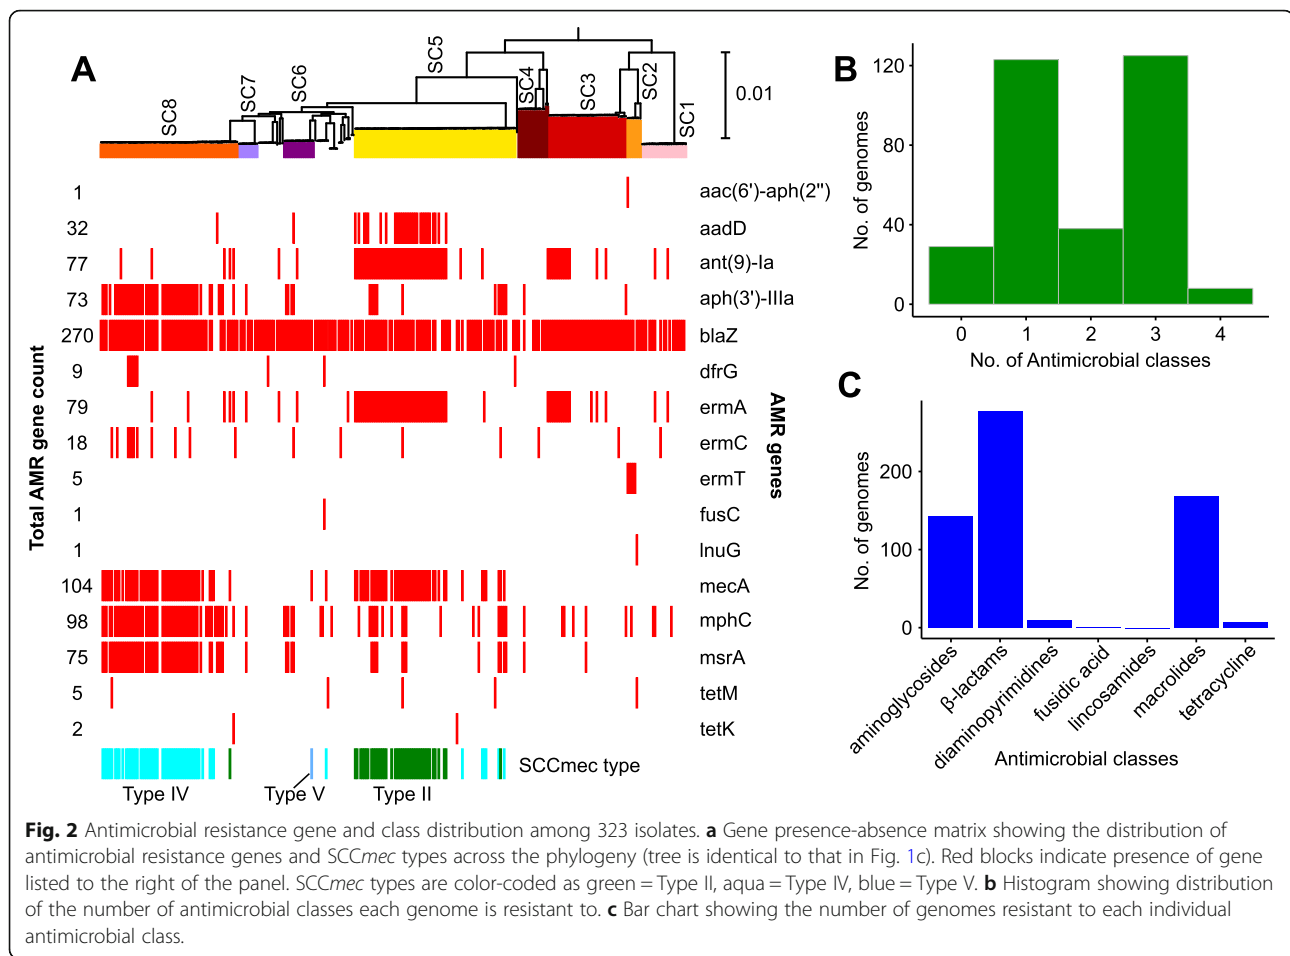 A
SC8
SC7
SC6
SC5
SC4
SC3
SC2
SC1
0.01
Total AMR gene count
AMR genes
1 aac(6')-aph(2'')
32 aadD
77 ant(9)-Ia
73 aph(3')-IIIa
270 blaZ
9 dfrG
79 ermA
18 ermC
5 ermT
1 fusC
1 lnuG
104 mecA
98 mphC
75 msrA
5 tetM
2 tetK
SCCmec type
Type IV Type V Type II
B
No. of genomes
120
80
40
0
0 1 2 3 4
No. of Antimicrobial classes
C
No. of genomes
200
100
0
aminoglycosides
β-lactams
diaminopyrimidines
fusidic acid
lincosamides
macrolides
tetracycline
Antimicrobial classes
Fig. 2 Antimicrobial resistance gene and class distribution among 323 isolates. a Gene presence-absence matrix showing the distribution of
antimicrobial resistance genes and SCCmec types across the phylogeny (tree is identical to that in Fig. 1c). Red blocks indicate presence of gene
listed to the right of the panel. SCCmec types are color-coded as green = Type II, aqua = Type IV, blue = Type V. b Histogram showing distribution
of the number of antimicrobial classes each genome is resistant to. c Bar chart showing the number of genomes resistant to each individual
antimicrobial class.